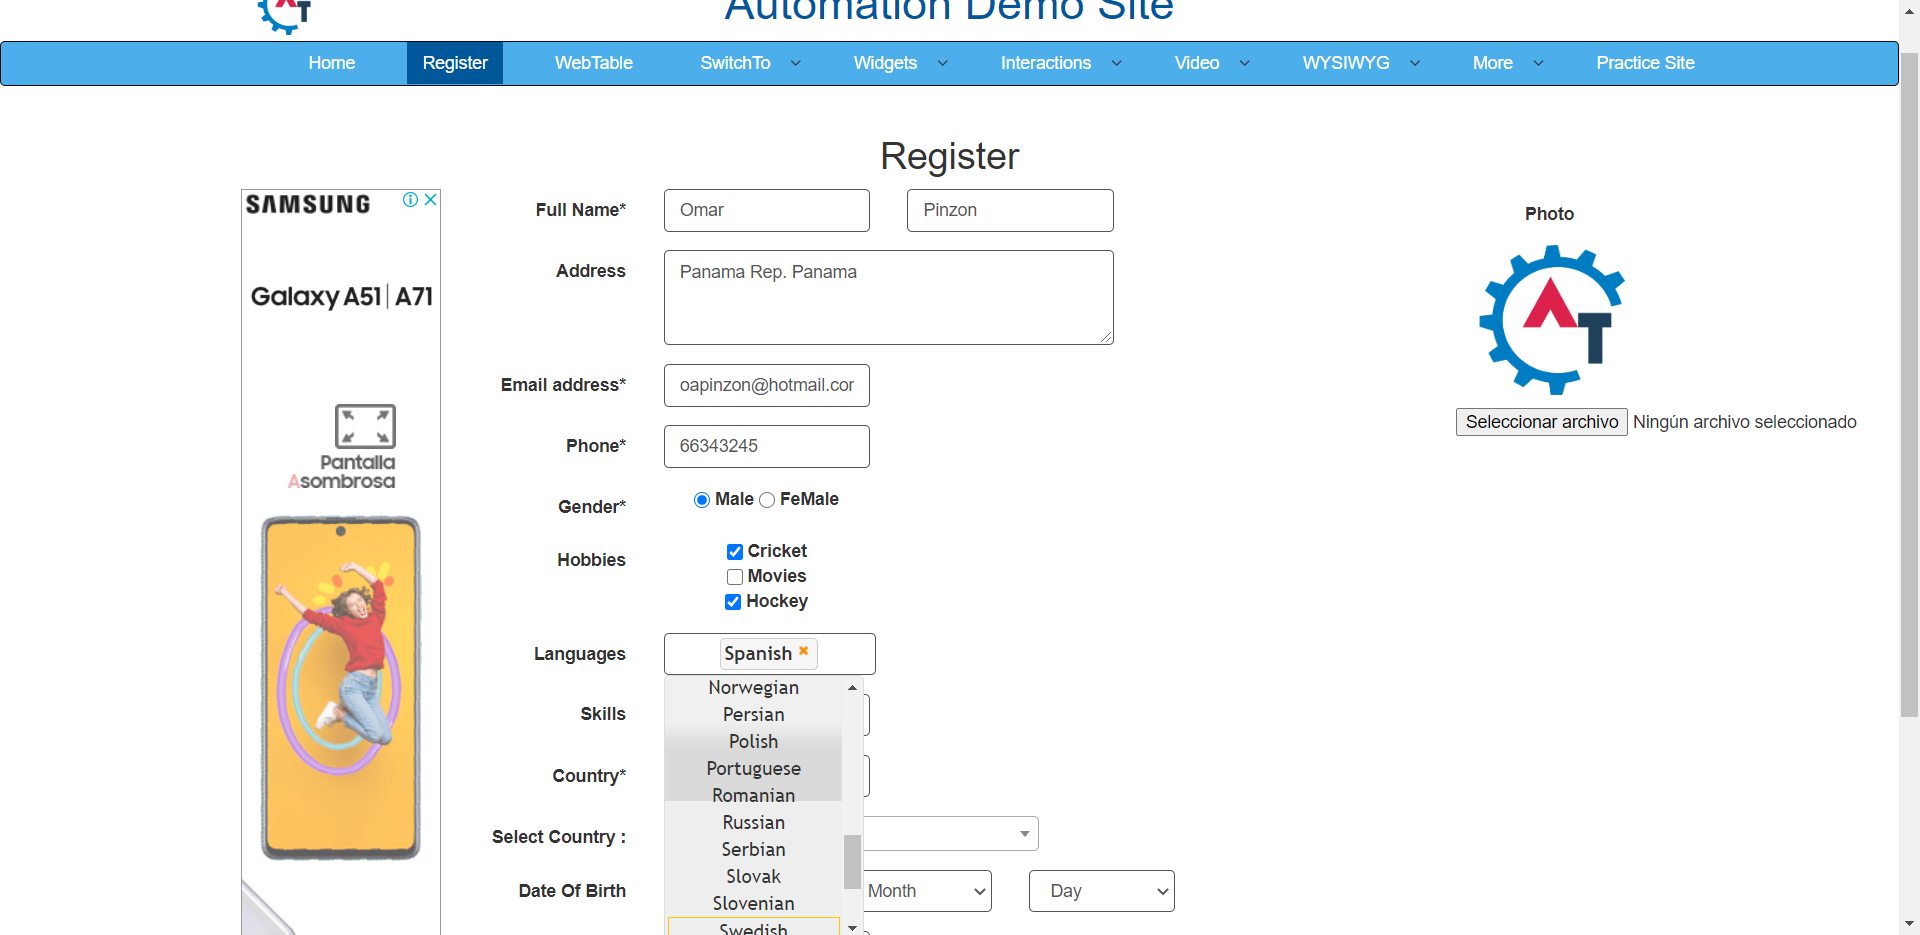 Automation Demo Site
Home Register WebTable SwitchTo Widgets Interactions Video WYSIWYG More Practice Site
Register
SAMSUNG
Galaxy A51 | A71
Pantalla
Asombrosa
Full Name* Omar Pinzon
Address Panama Rep. Panama
Email address* oapinzon@hotmail.cor
Phone* 66343245
Gender* Male FeMale
Hobbies Cricket
Movies
Hockey
Languages Spanish
Norwegian
Persian
Polish
Portuguese
Romanian
Russian
Serbian
Slovak
Slovenian
Swedish
Skills
Country*
Select Country :
Date Of Birth Month Day
Photo
AT
Seleccionar archivo Ningún archivo seleccionado